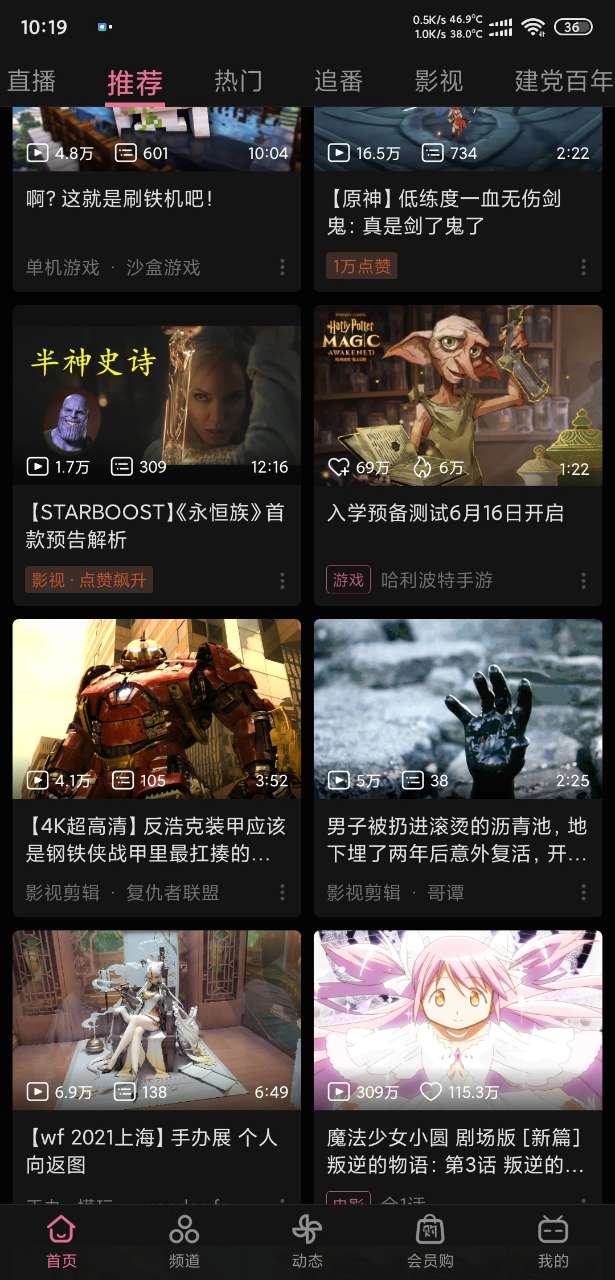 10:19
0.5K/s 46.9℃
1.0K/s 38.0℃
36
直播 推荐 热门 追番 影视 建党百年
4.8万 601 10:04
啊？这就是刷铁机吧！
单机游戏 · 沙盒游戏
16.5万 734 2:22
【原神】低练度一血无伤剑
鬼：真是剑了鬼了
1万点赞
半神史诗
1.7万 309 12:16
【STARBOOST】《永恒族》首
款预告解析
影视 · 点赞飙升
Harry Potter
MAGIC
AWAKENED
69万 6万 1:22
入学预备测试6月16日开启
游戏 哈利波特手游
4.1万 105 3:52
【4K超高清】反浩克装甲应该
是钢铁侠战甲里最扛揍的...
影视剪辑 · 复仇者联盟
5万 38 2:25
男子被扔进滚烫的沥青池，地
下埋了两年后意外复活，开...
影视剪辑 · 哥谭
6.9万 138 6:49
【wf 2021上海】手办展 个人
向返图
309万 115.3万
魔法少女小圆 剧场版 [新篇]
叛逆的物语：第3话 叛逆的...
电影 全1话
首页 频道 动态 会员购 我的